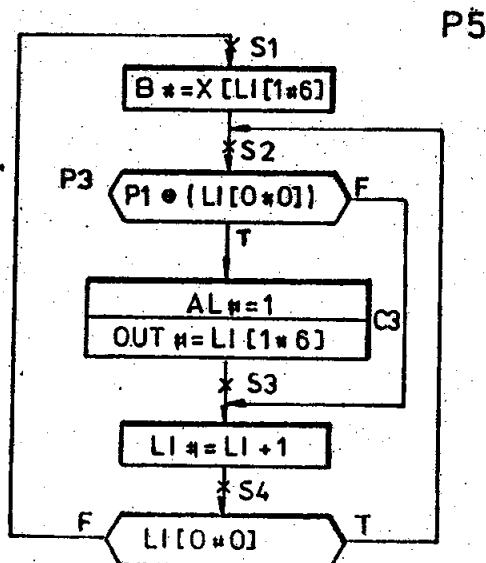 P5
S1
B *=X [LI[1*6]
S2
P3
P1 ⊕ (LI[0*0])
F
T
AL *=1
OUT *=LI[1*6]
C3
S3
LI *=LI +1
S4
F
LI[0*0]
T